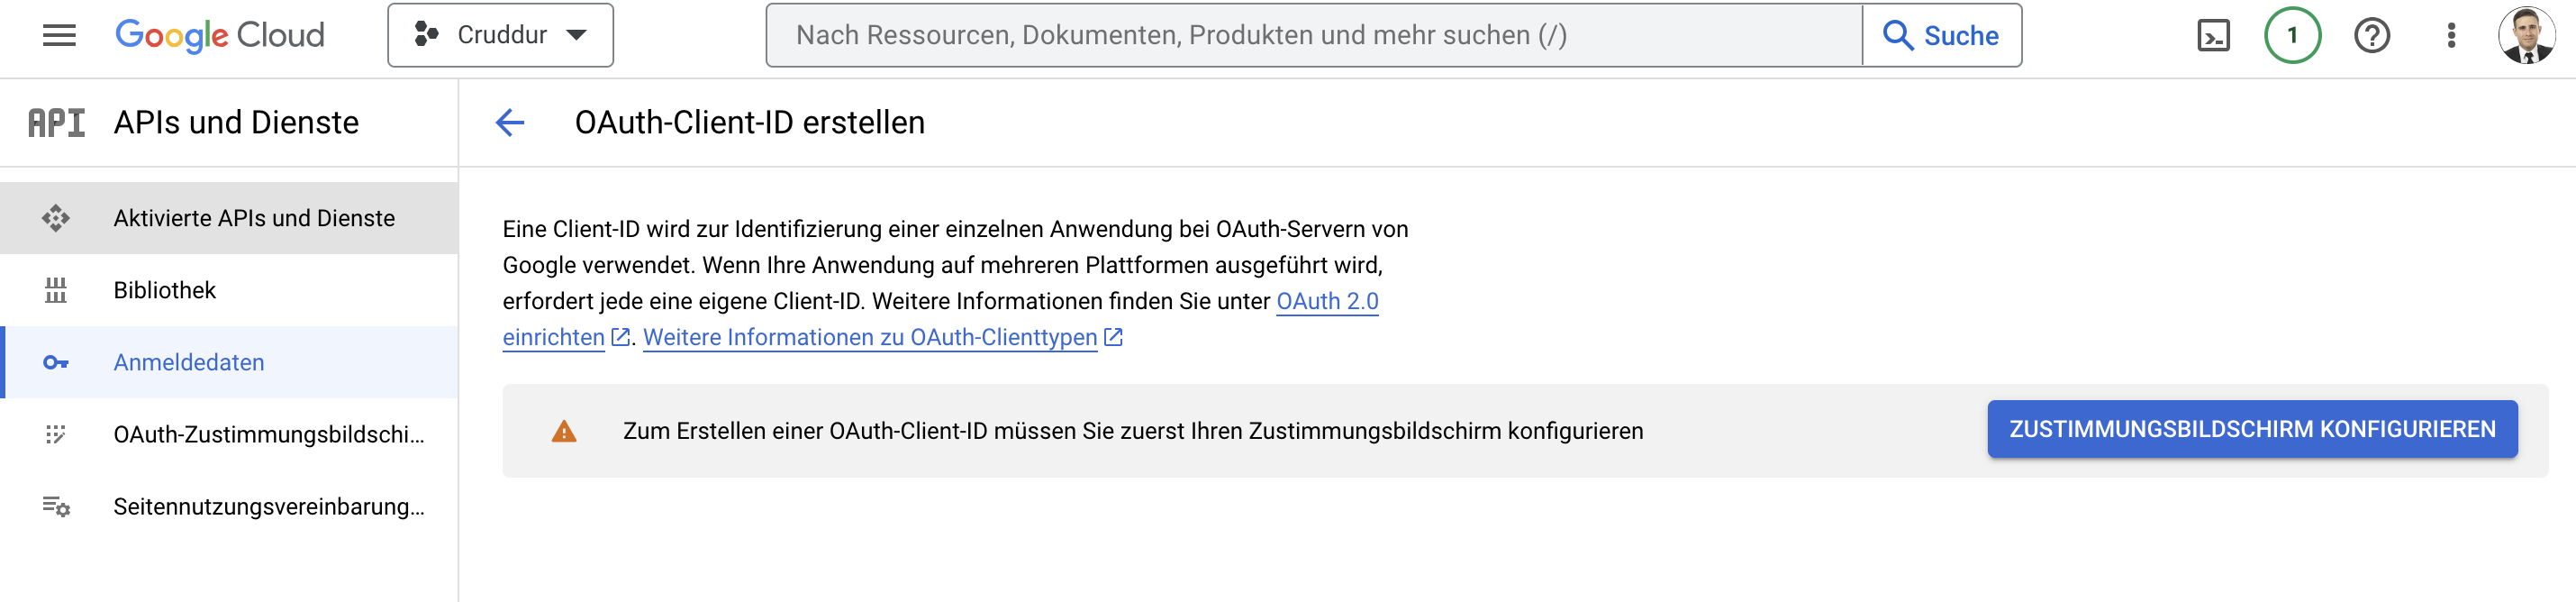 Google Cloud
Cruddur
Nach Ressourcen, Dokumenten, Produkten und mehr suchen (/)
Suche
1
API
APIs und Dienste
OAuth-Client-ID erstellen
Aktivierte APIs und Dienste
Bibliothek
Anmeldedaten
OAuth-Zustimmungsbildschi...
Seitennutzungsvereinbarung...
Eine Client-ID wird zur Identifizierung einer einzelnen Anwendung bei OAuth-Servern von
Google verwendet. Wenn Ihre Anwendung auf mehreren Plattformen ausgeführt wird,
erfordert jede eine eigene Client-ID. Weitere Informationen finden Sie unter OAuth 2.0
einrichten. Weitere Informationen zu OAuth-Clienttypen
Zum Erstellen einer OAuth-Client-ID müssen Sie zuerst Ihren Zustimmungsbildschirm konfigurieren
ZUSTIMMUNGSBILDSCHIRM KONFIGURIEREN